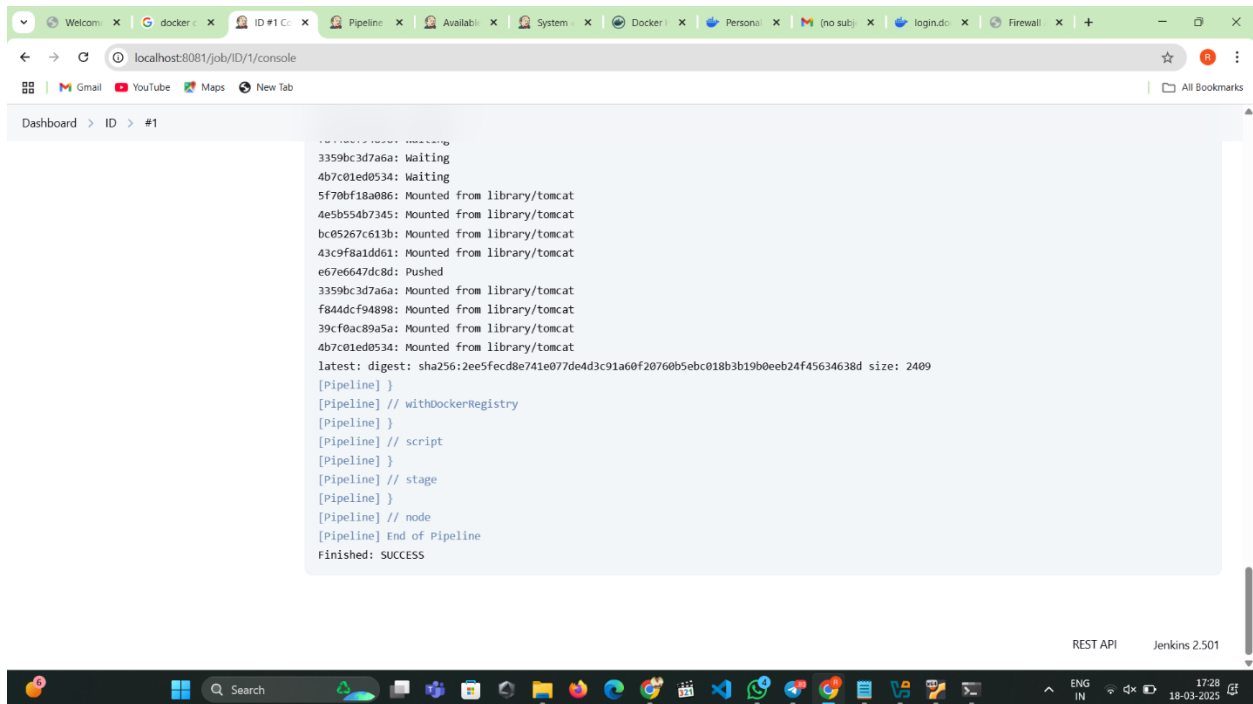 Welcom
docker c
ID #1 Co
Pipeline
Availabl
System
Docker
Personal
(no subj
login.do
Firewall
localhost:8081/job/ID/1/console
R
Gmail
YouTube
Maps
New Tab
All Bookmarks
Dashboard > ID > #1
3359bc3d7a6a: Waiting
4b7c01ed0534: Waiting
5f70bf18a086: Mounted from library/tomcat
4e5b554b7345: Mounted from library/tomcat
bc05267c613b: Mounted from library/tomcat
43c9f8a1dd61: Mounted from library/tomcat
e67e6647dc8d: Pushed
3359bc3d7a6a: Mounted from library/tomcat
f844dcf94898: Mounted from library/tomcat
39cf0ac89a5a: Mounted from library/tomcat
4b7c01ed0534: Mounted from library/tomcat
latest: digest: sha256:2ee5fecd8e741e077de4d3c91a60f20760b5ebc018b3b19b0eeb24f45634638d size: 2409
[Pipeline] }
[Pipeline] // withDockerRegistry
[Pipeline] }
[Pipeline] // script
[Pipeline] }
[Pipeline] // stage
[Pipeline] }
[Pipeline] // node
[Pipeline] End of Pipeline
Finished: SUCCESS
REST API
Jenkins 2.501
6
Search
4
ENG
IN
17:28
18-03-2025